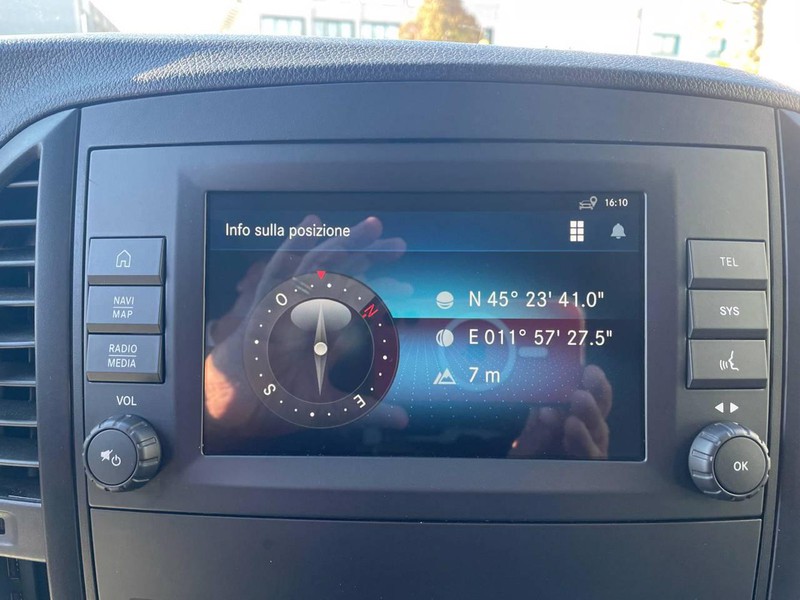 16:10
Info sulla posizione
O
N
S
E
N 45° 23' 41.0"
E 011° 57' 27.5"
7 m
NAVI
MAP
RADIO
MEDIA
VOL
TEL
SYS
OK